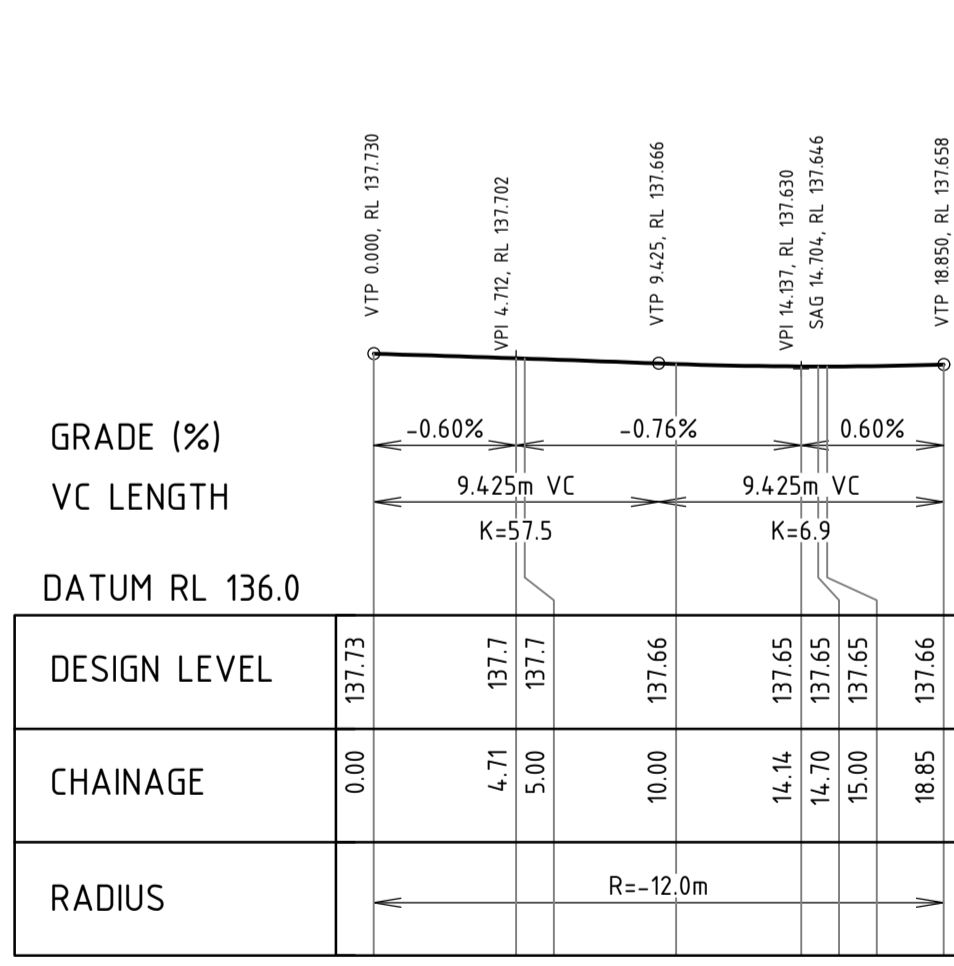 VTP 0.000, RL 137.730
VPI 4.712, RL 137.702
VTP 9.425, RL 137.666
VPI 14.137, RL 137.630
SAG 14.704, RL 137.646
VTP 18.850, RL 137.658
GRADE (%) -0.60% -0.76% 0.60%
VC LENGTH 9.425m VC 9.425m VC
K=57.5 K=6.9
DATUM RL 136.0
DESIGN LEVEL 137.73 137.7 137.7 137.66 137.65 137.65 137.65 137.66
CHAINAGE 0.00 4.71 5.00 10.00 14.14 14.70 15.00 18.85
RADIUS R=-12.0m